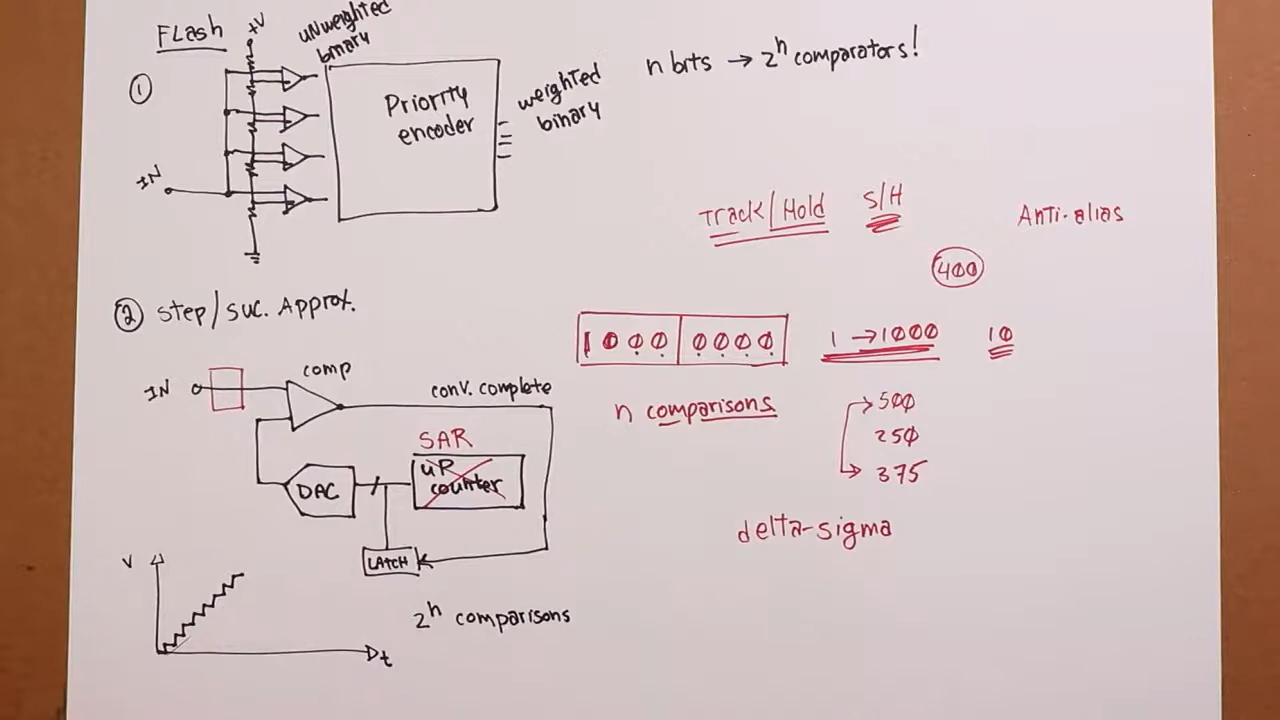 FLash
+V
uNweighted
binary
①
IN
Priority
encoder
weighted
binary
n bits → 2ⁿ comparators!
Track/Hold
S/H
Anti-alias
400
② Step/Suc. Approx.
1000 0000
1 → 1000
10
IN
comp
conv. complete
n comparisons
500
250
375
SAR
uP
counter
DAC
LATCH
delta-sigma
V
t
2ⁿ comparisons